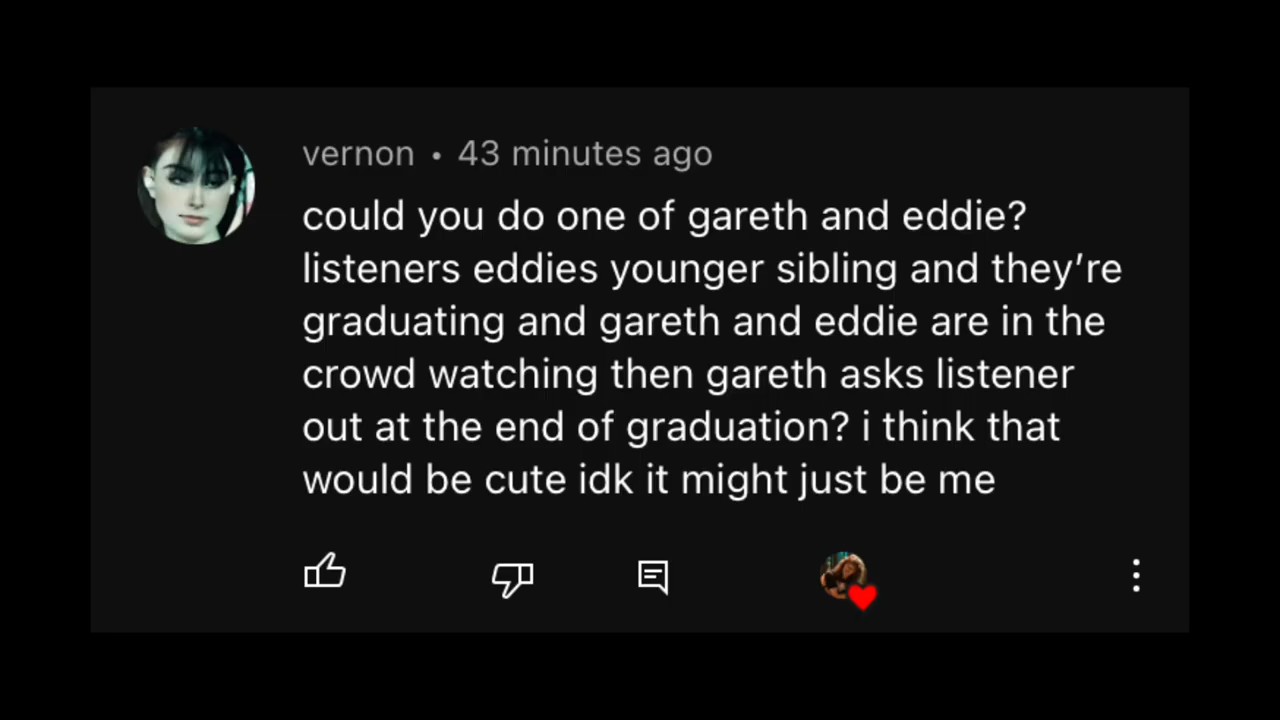 vernon • 43 minutes ago
could you do one of gareth and eddie?
listeners eddies younger sibling and they’re
graduating and gareth and eddie are in the
crowd watching then gareth asks listener
out at the end of graduation? i think that
would be cute idk it might just be me